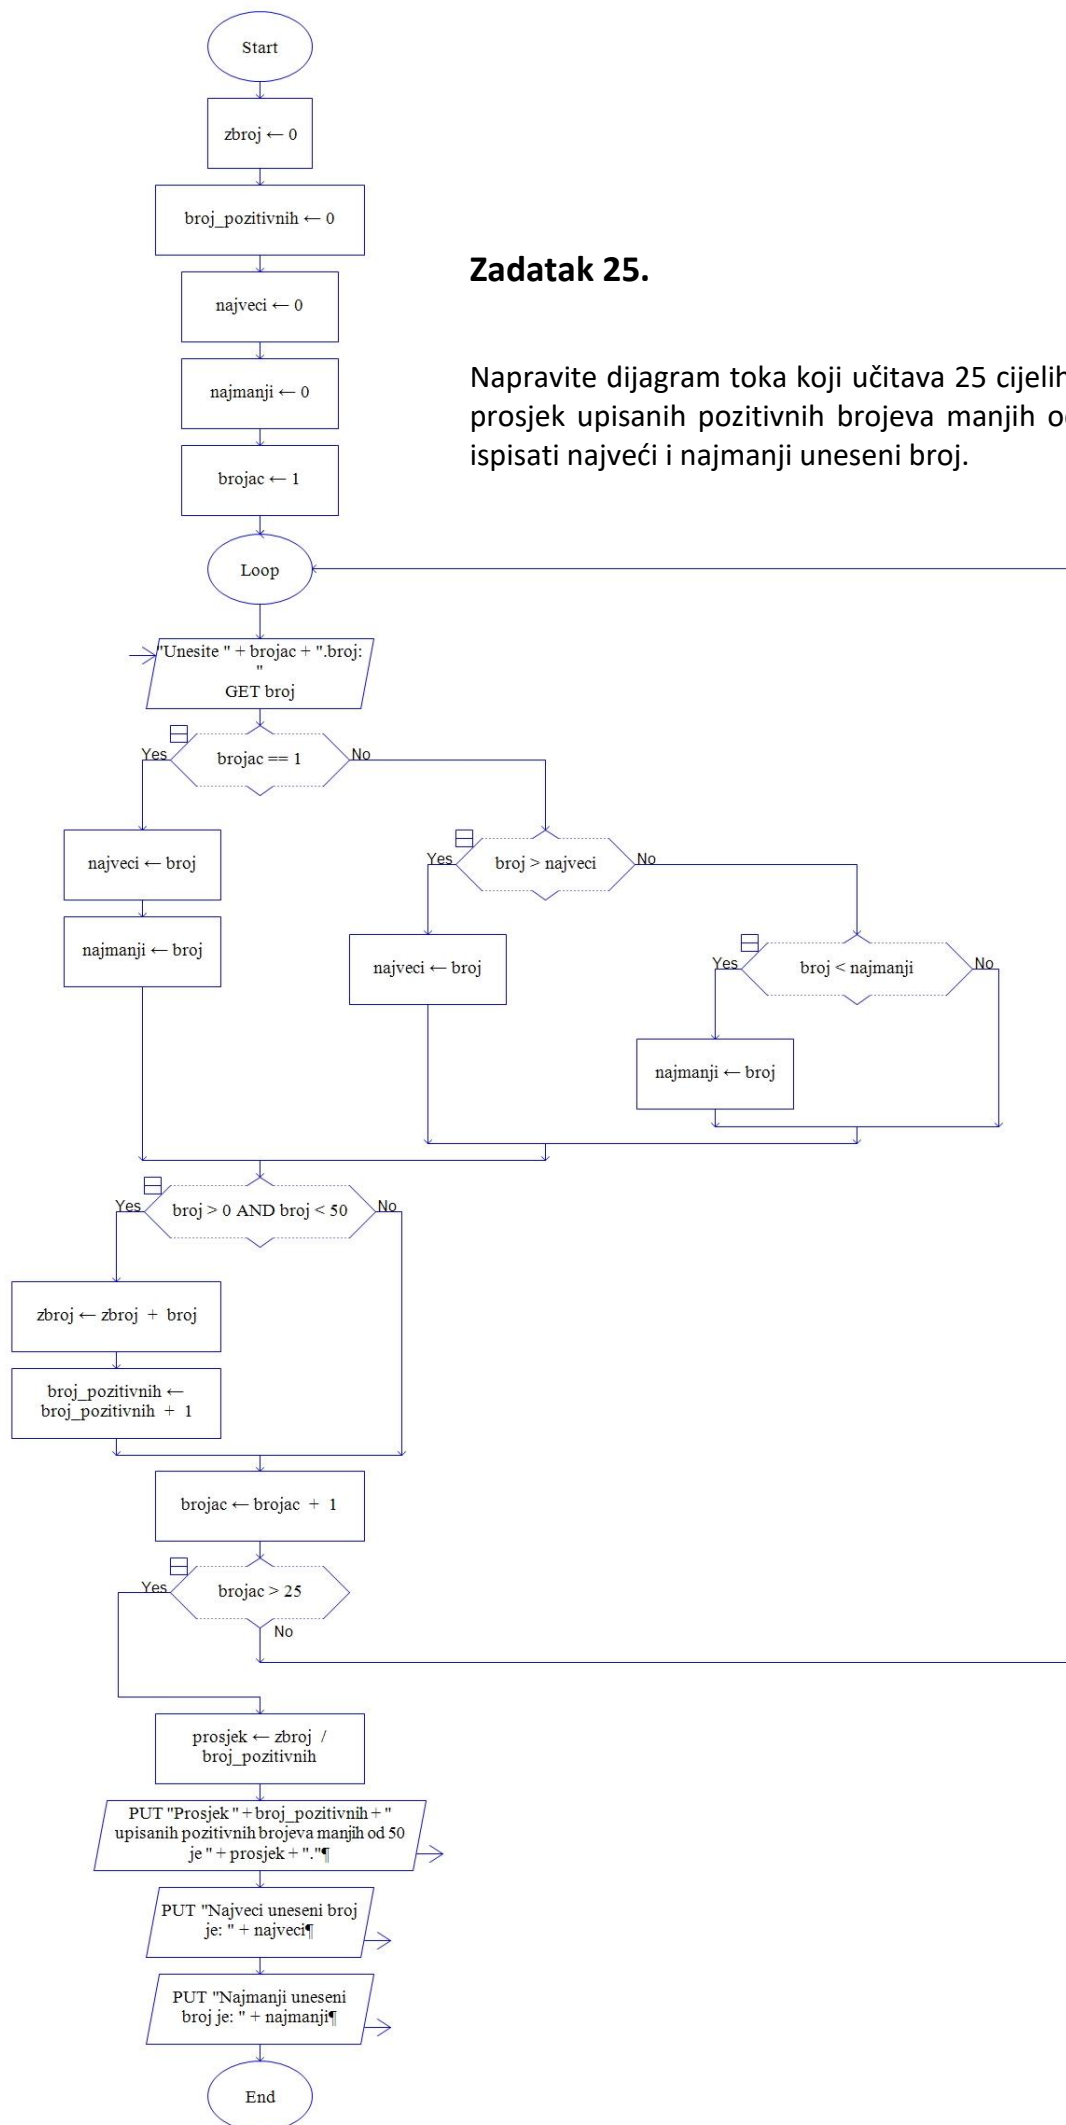 Start
zbroj ← 0
broj_pozitivnih ← 0
Zadatak 25.
najveci ← 0
Napravite dijagram toka koji učitava 25 cijelih
prosjek upisanih pozitivnih brojeva manjih od
ispisati najveći i najmanji uneseni broj.
najmanji ← 0
brojac ← 1
Loop
"Unesite " + brojac + ".broj:
"
GET broj
Yes
brojac == 1
No
najveci ← broj
najmanji ← broj
Yes
broj > najveci
No
najveci ← broj
Yes
broj < najmanji
No
najmanji ← broj
Yes
broj > 0 AND broj < 50
No
zbroj ← zbroj + broj
broj_pozitivnih ←
broj_pozitivnih + 1
brojac ← brojac + 1
Yes
brojac > 25
No
prosjek ← zbroj /
broj_pozitivnih
PUT "Prosjek " + broj_pozitivnih + "
upisanih pozitivnih brojeva manjih od 50
je " + prosjek + "."¶
PUT "Najveci uneseni broj
je: " + najveci¶
PUT "Najmanji uneseni
broj je: " + najmanji¶
End